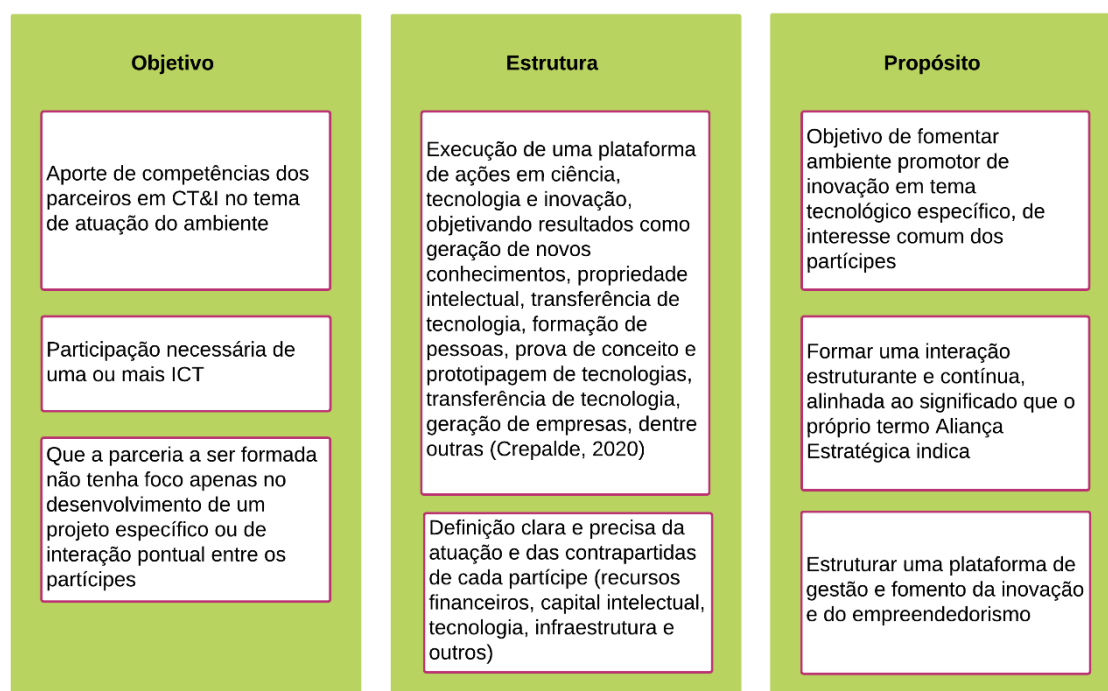 Objetivo
Aporte de competências dos
parceiros em CT&I no tema
de atuação do ambiente
Participação necessária de
uma ou mais ICT
Que a parceria a ser formada
não tenha foco apenas no
desenvolvimento de um
projeto específico ou de
interação pontual entre os
partícipes
Estrutura
Execução de uma plataforma
de ações em ciência,
tecnologia e inovação,
objetivando resultados como
geração de novos
conhecimentos, propriedade
intelectual, transferência de
tecnologia, formação de
pessoas, prova de conceito e
prototipagem de tecnologias,
transferência de tecnologia,
geração de empresas, dentre
outras (Crepalde, 2020)
Definição clara e precisa da
atuação e das contrapartidas
de cada partícipe (recursos
financeiros, capital intelectual,
tecnologia, infraestrutura e
outros)
Propósito
Objetivo de fomentar
ambiente promotor de
inovação em tema
tecnológico específico, de
interesse comum dos
partícipes
Formar uma interação
estruturante e contínua,
alinhada ao significado que o
próprio termo Aliança
Estratégica indica
Estruturar uma plataforma de
gestão e fomento da inovação
e do empreendedorismo